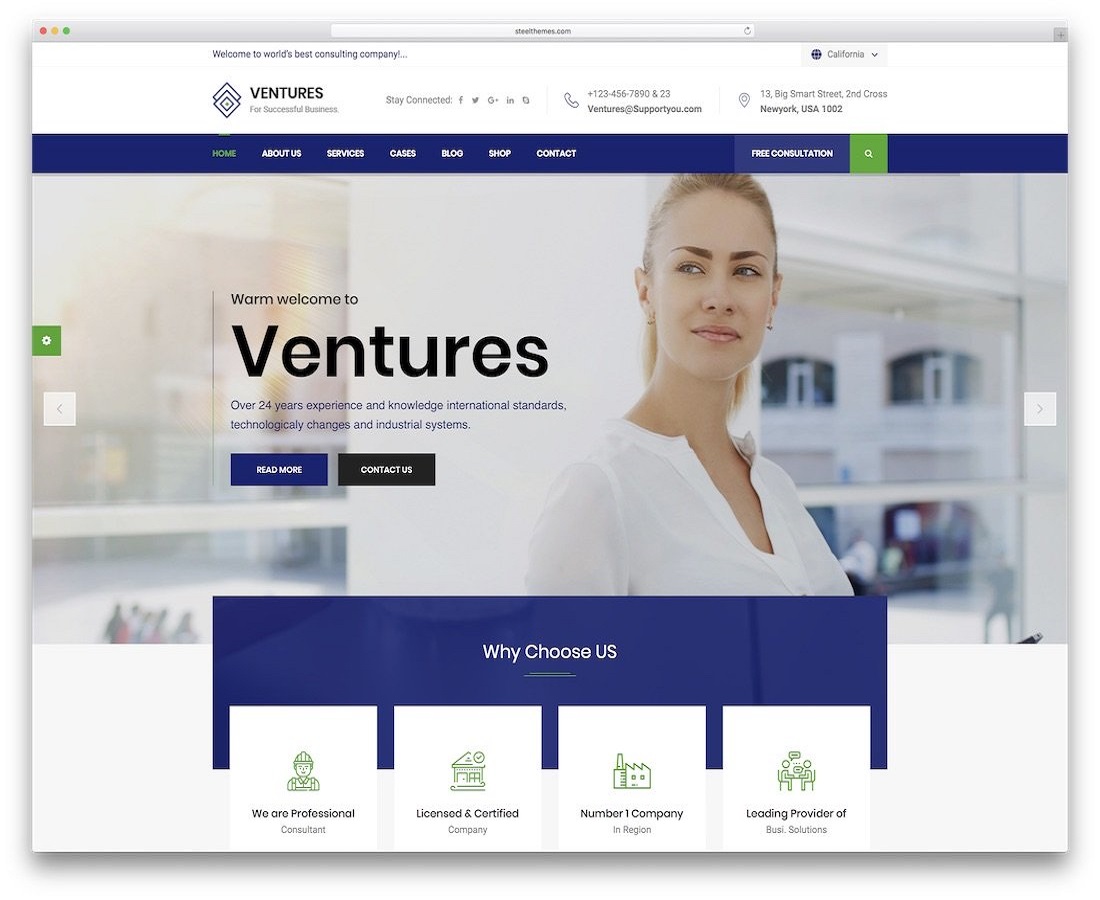 steelthemes.com
Welcome to world's best consulting company!...
California
VENTURES
For Successful Business.
Stay Connected:
+123-456-7890 & 23
Ventures@Supportyou.com
13, Big Smart Street, 2nd Cross
Newyork, USA 1002
HOME ABOUT US SERVICES CASES BLOG SHOP CONTACT FREE CONSULTATION
Warm welcome to
Ventures
Over 24 years experience and knowledge international standards,
technologicaly changes and industrial systems.
READ MORE CONTACT US
Why Choose US
We are Professional
Consultant
Licensed & Certified
Company
Number 1 Company
In Region
Leading Provider of
Busi. Solutions